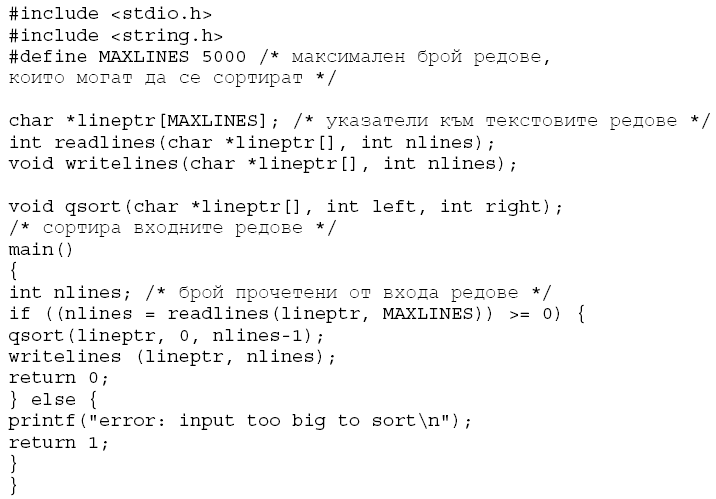 #include <stdio.h>
#include <string.h>
#define MAXLINES 5000 /* максимален брой редове,
които могат да се сортират */
char *lineptr[MAXLINES]; /* указатели към текстовите редове */
int readlines(char *lineptr[], int nlines);
void writelines(char *lineptr[], int nlines);
void qsort(char *lineptr[], int left, int right);
/* сортира входните редове */
main()
{
int nlines; /* брой прочетени от входа редове */
if ((nlines = readlines(lineptr, MAXLINES)) >= 0) {
qsort(lineptr, 0, nlines-1);
writelines (lineptr, nlines);
return 0;
} else {
printf("error: input too big to sort\n");
return 1;
}
}